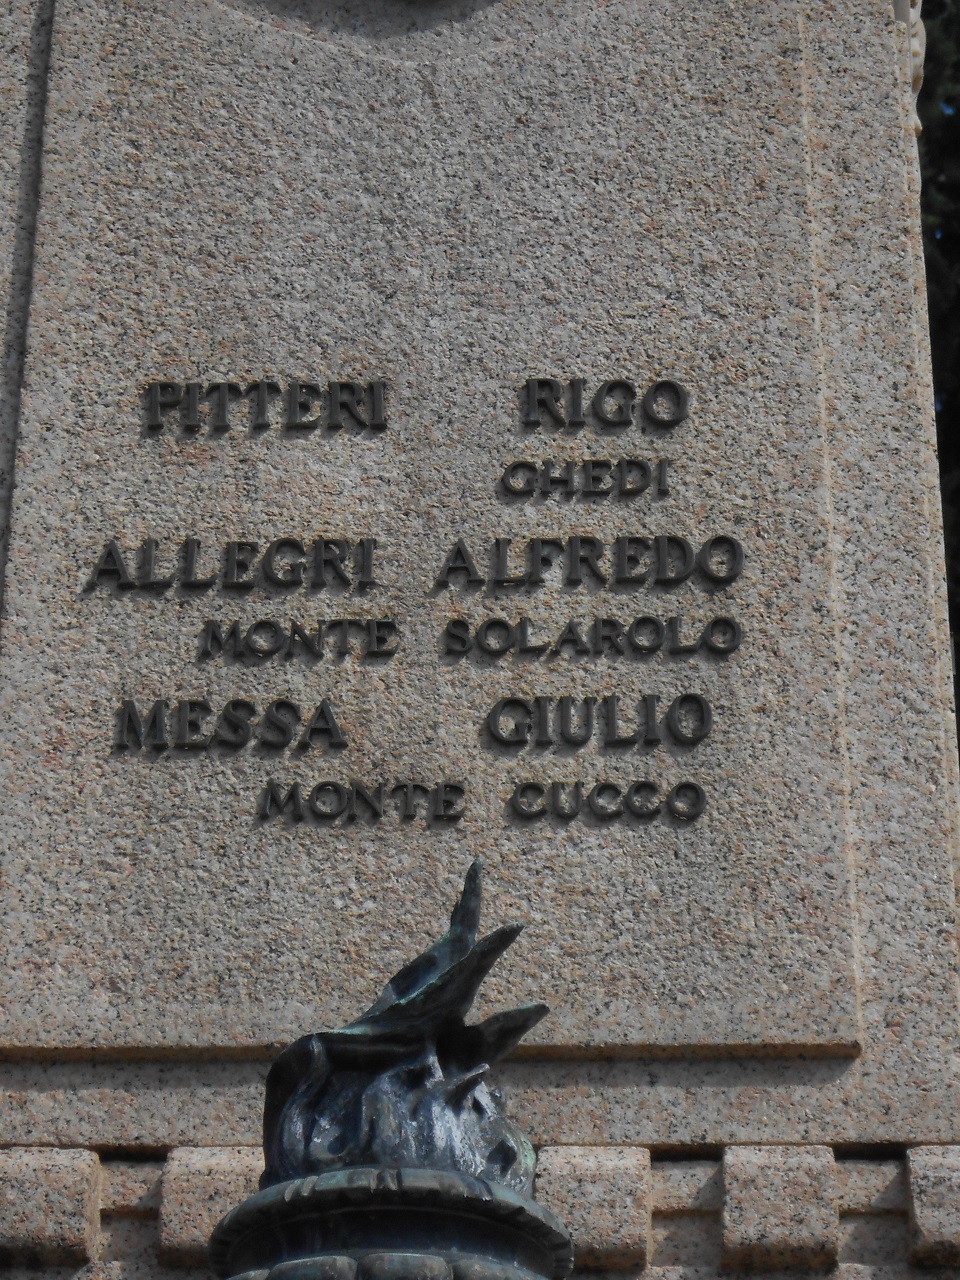 PITTERI RIGO
GHEDI
ALLEGRI ALFREDO
MONTE SOLAROLO
MESSA GIULIO
MONTE CUCCO